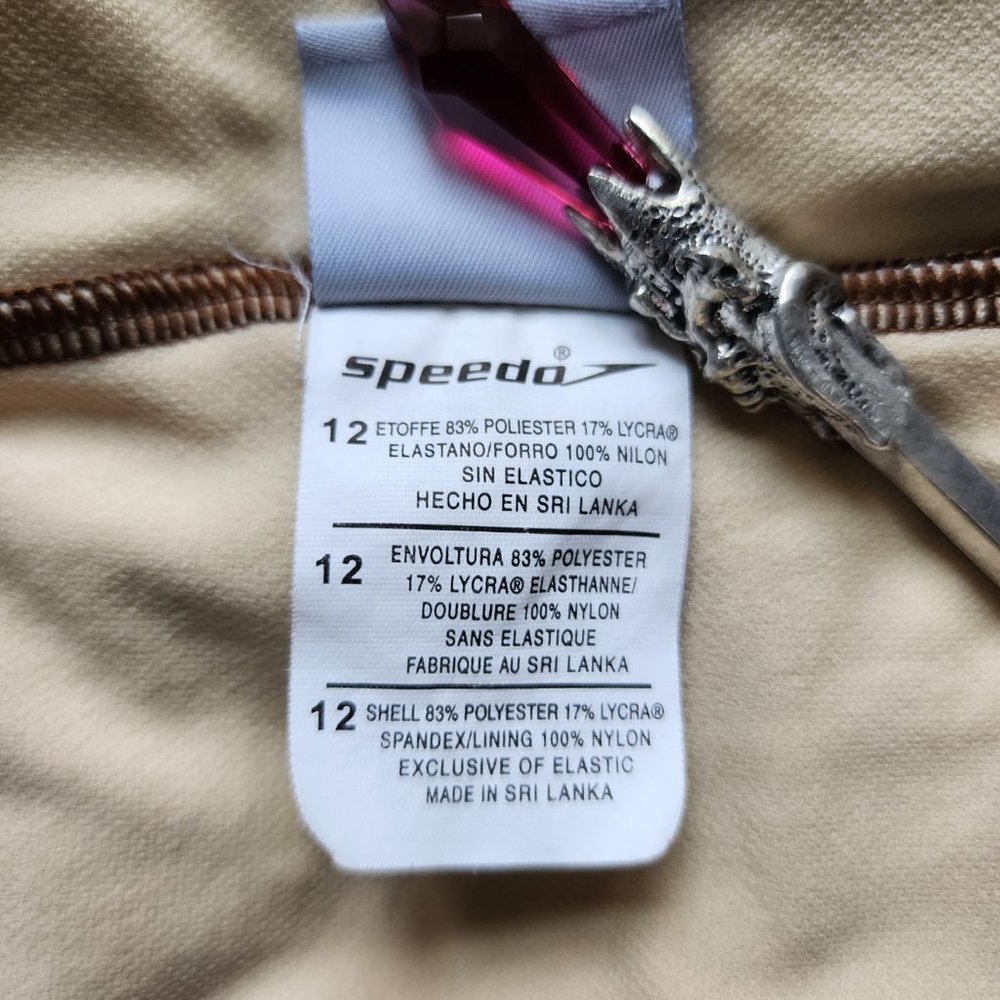 speedo®
12 ETOFFE 83% POLIESTER 17% LYCRA®
ELASTANO/FORRO 100% NILON
SIN ELASTICO
HECHO EN SRI LANKA
12 ENVOLTURA 83% POLYESTER
17% LYCRA® ELASTHANNE/
DOUBLURE 100% NYLON
SANS ELASTIQUE
FABRIQUE AU SRI LANKA
12 SHELL 83% POLYESTER 17% LYCRA®
SPANDEX/LINING 100% NYLON
EXCLUSIVE OF ELASTIC
MADE IN SRI LANKA